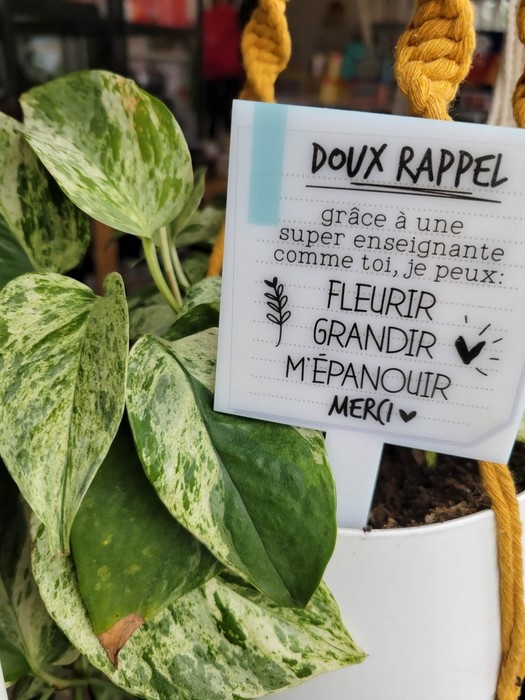 DOUX RAPPEL
grâce à une
super enseignante
comme toi, je peux:
FLEURIR
GRANDIR
M'ÉPANOUIR
MERCI